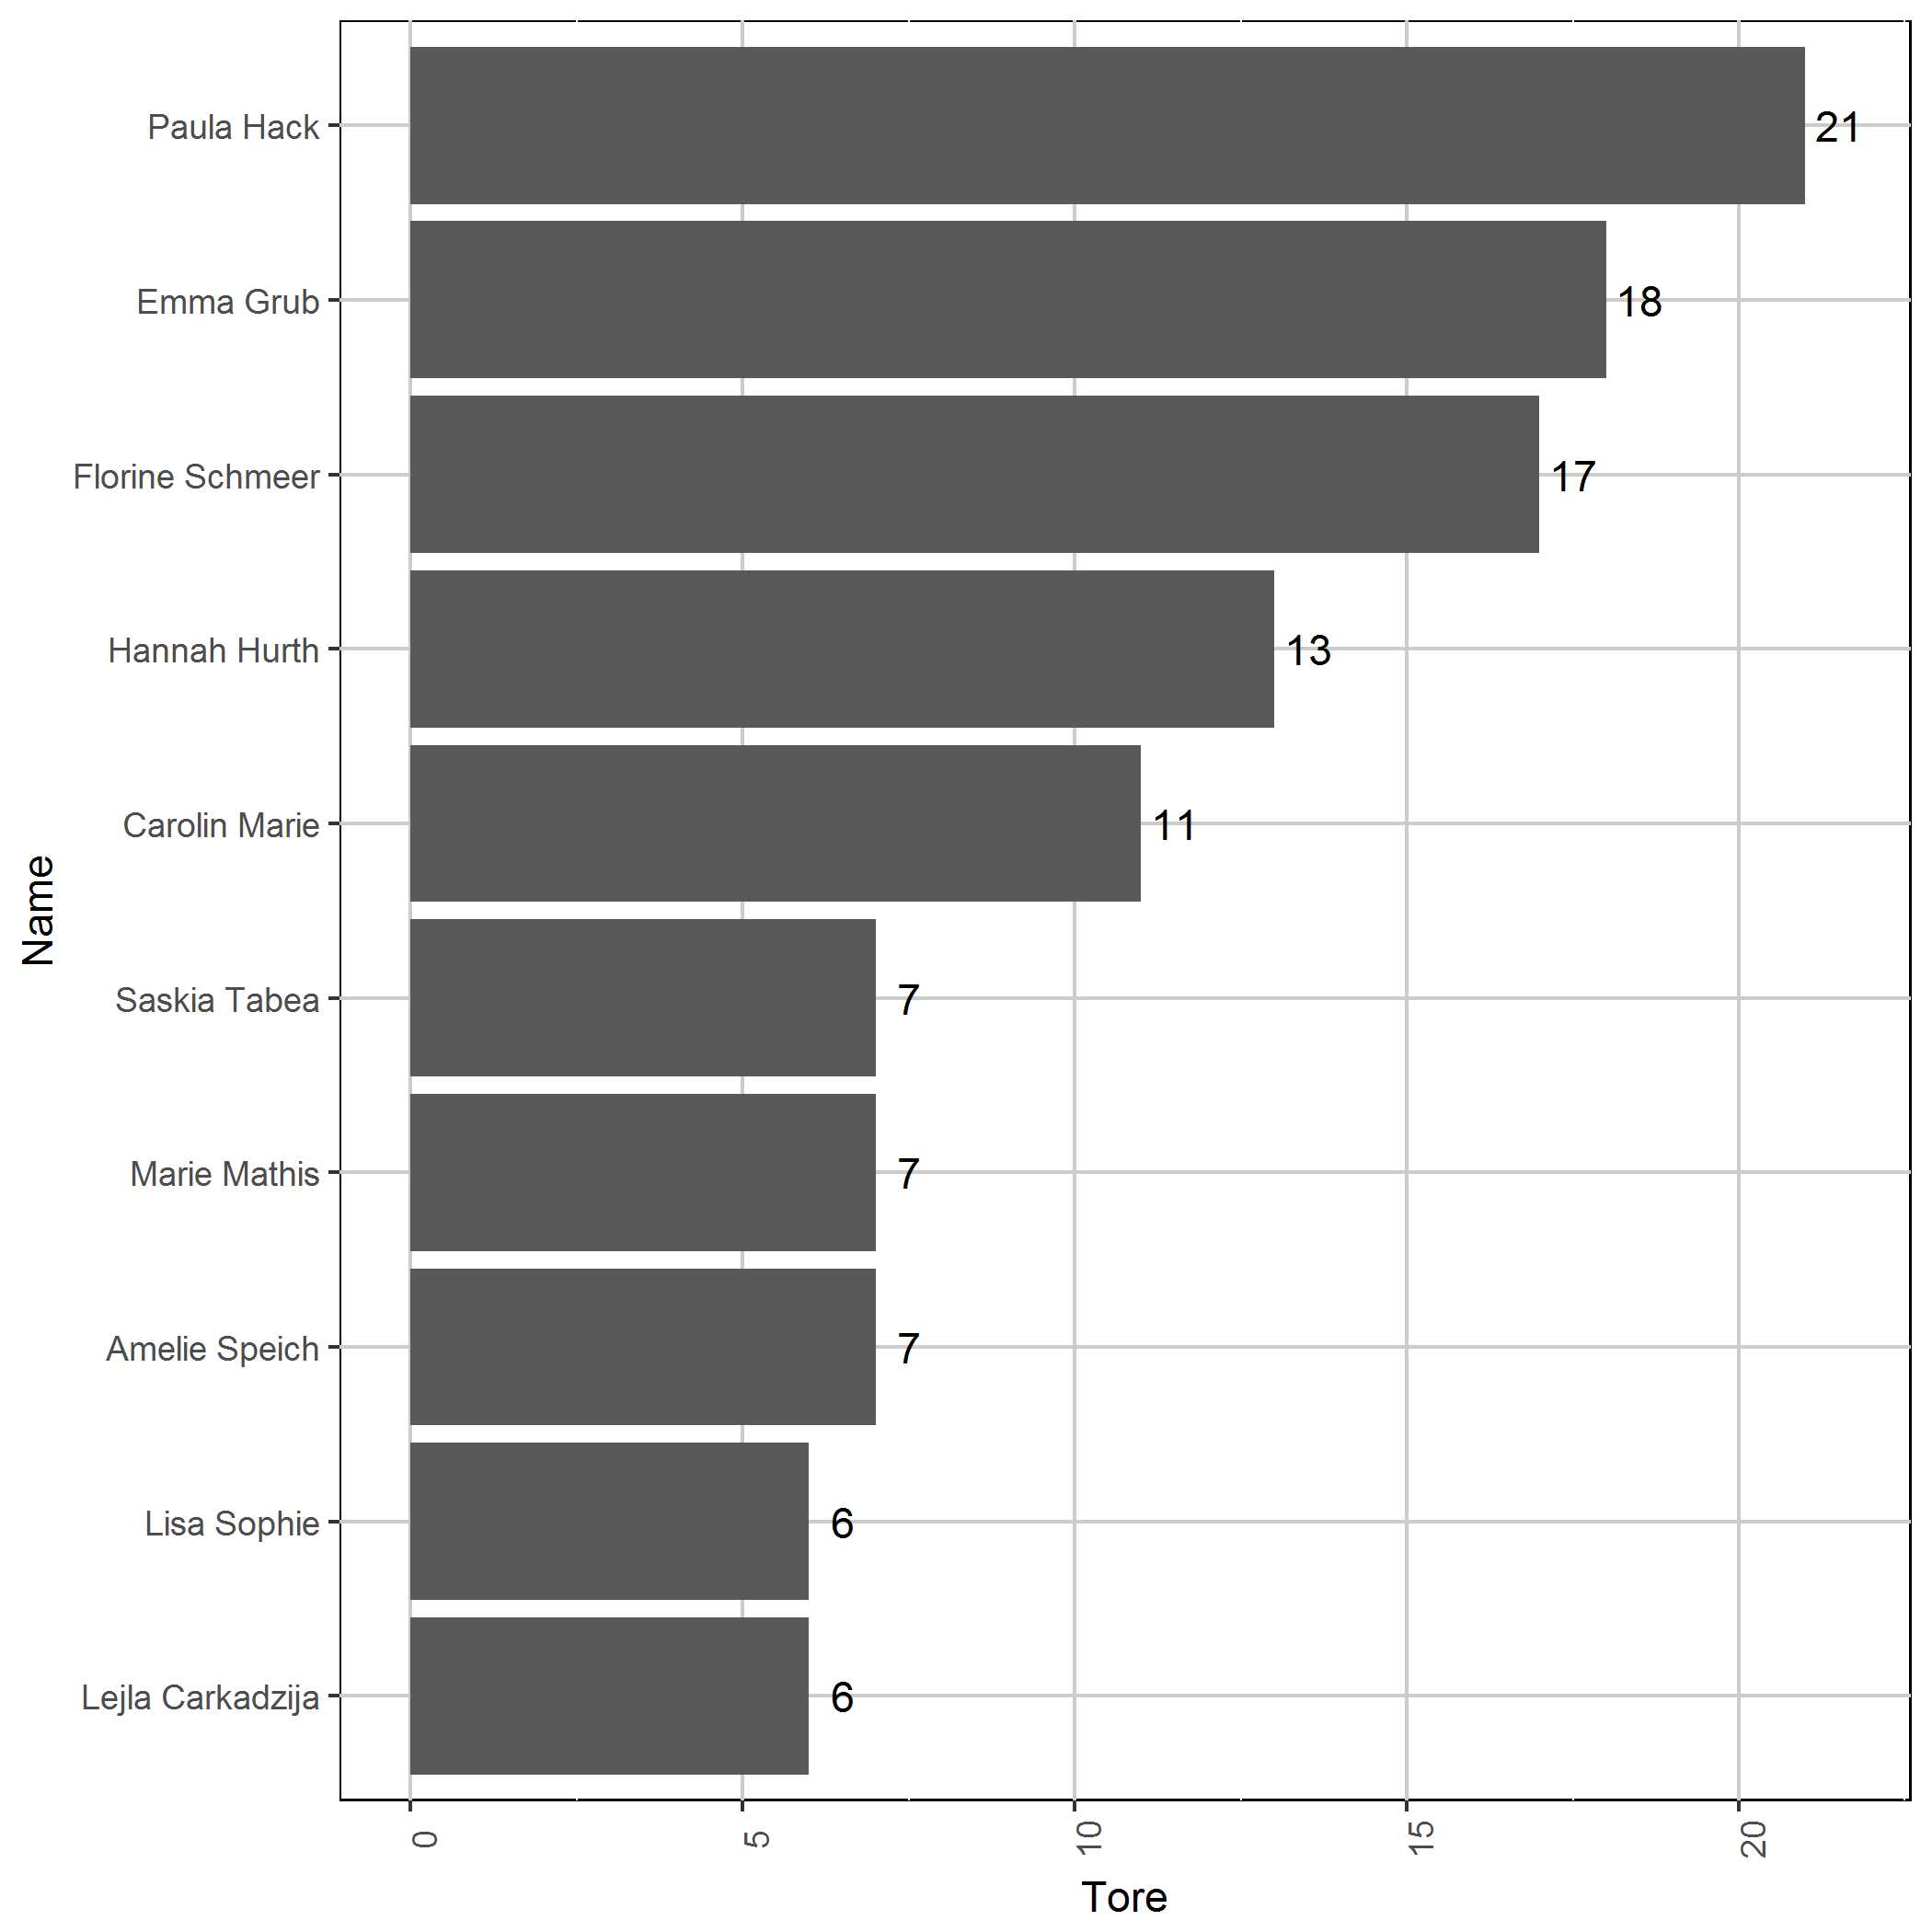 Paula Hack
21
Emma Grub
18
Florine Schmeer
17
Hannah Hurth
13
Carolin Marie
11
Saskia Tabea
7
Marie Mathis
7
Amelie Speich
7
Lisa Sophie
6
Lejla Carkadzija
6
Name
0
5
10
15
20
Tore